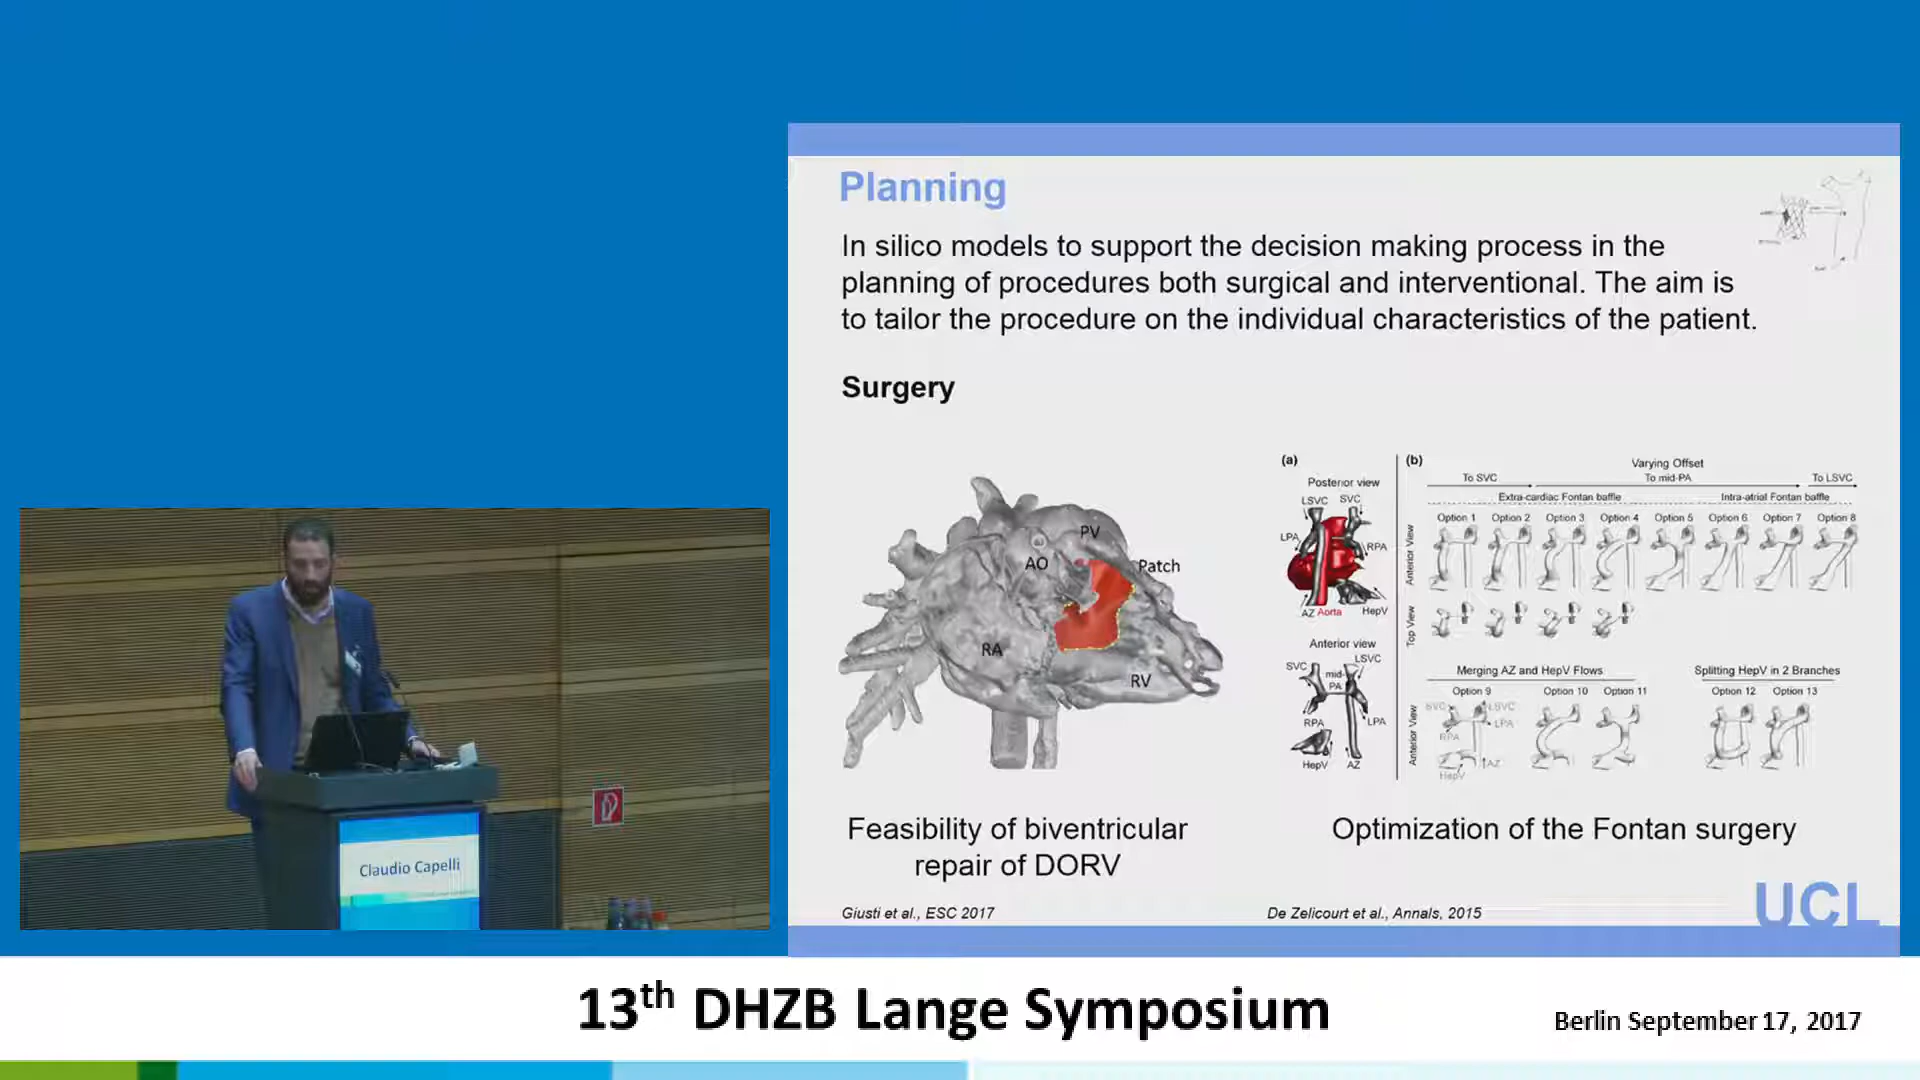 Planning
In silico models to support the decision making process in the
planning of procedures both surgical and interventional. The aim is
to tailor the procedure on the individual characteristics of the patient.
Surgery
PV
AO
Patch
RA
RV
Feasibility of biventricular
repair of DORV
Giusti et al., ESC 2017
(a)
Posterior view
LSVC SVC
LPA
RPA
AZ Aorta HepV
Anterior view
SVC LSVC
mid-
PA
RPA LPA
HepV AZ
(b)
Varying Offset
To SVC To mid-PA To LSVC
Extra-cardiac Fontan baffle Intra-atrial Fontan baffle
Option 1 Option 2 Option 3 Option 4 Option 5 Option 6 Option 7 Option 8
Anterior View
Top View
Merging AZ and HepV Flows Splitting HepV in 2 Branches
Option 9 Option 10 Option 11 Option 12 Option 13
Anterior View
SVC LSVC
LPA
RPA
AZ
HepV
Optimization of the Fontan surgery
De Zelicourt et al., Annals, 2015
UCL
Claudio Capelli
13th DHZB Lange Symposium
Berlin September 17, 2017